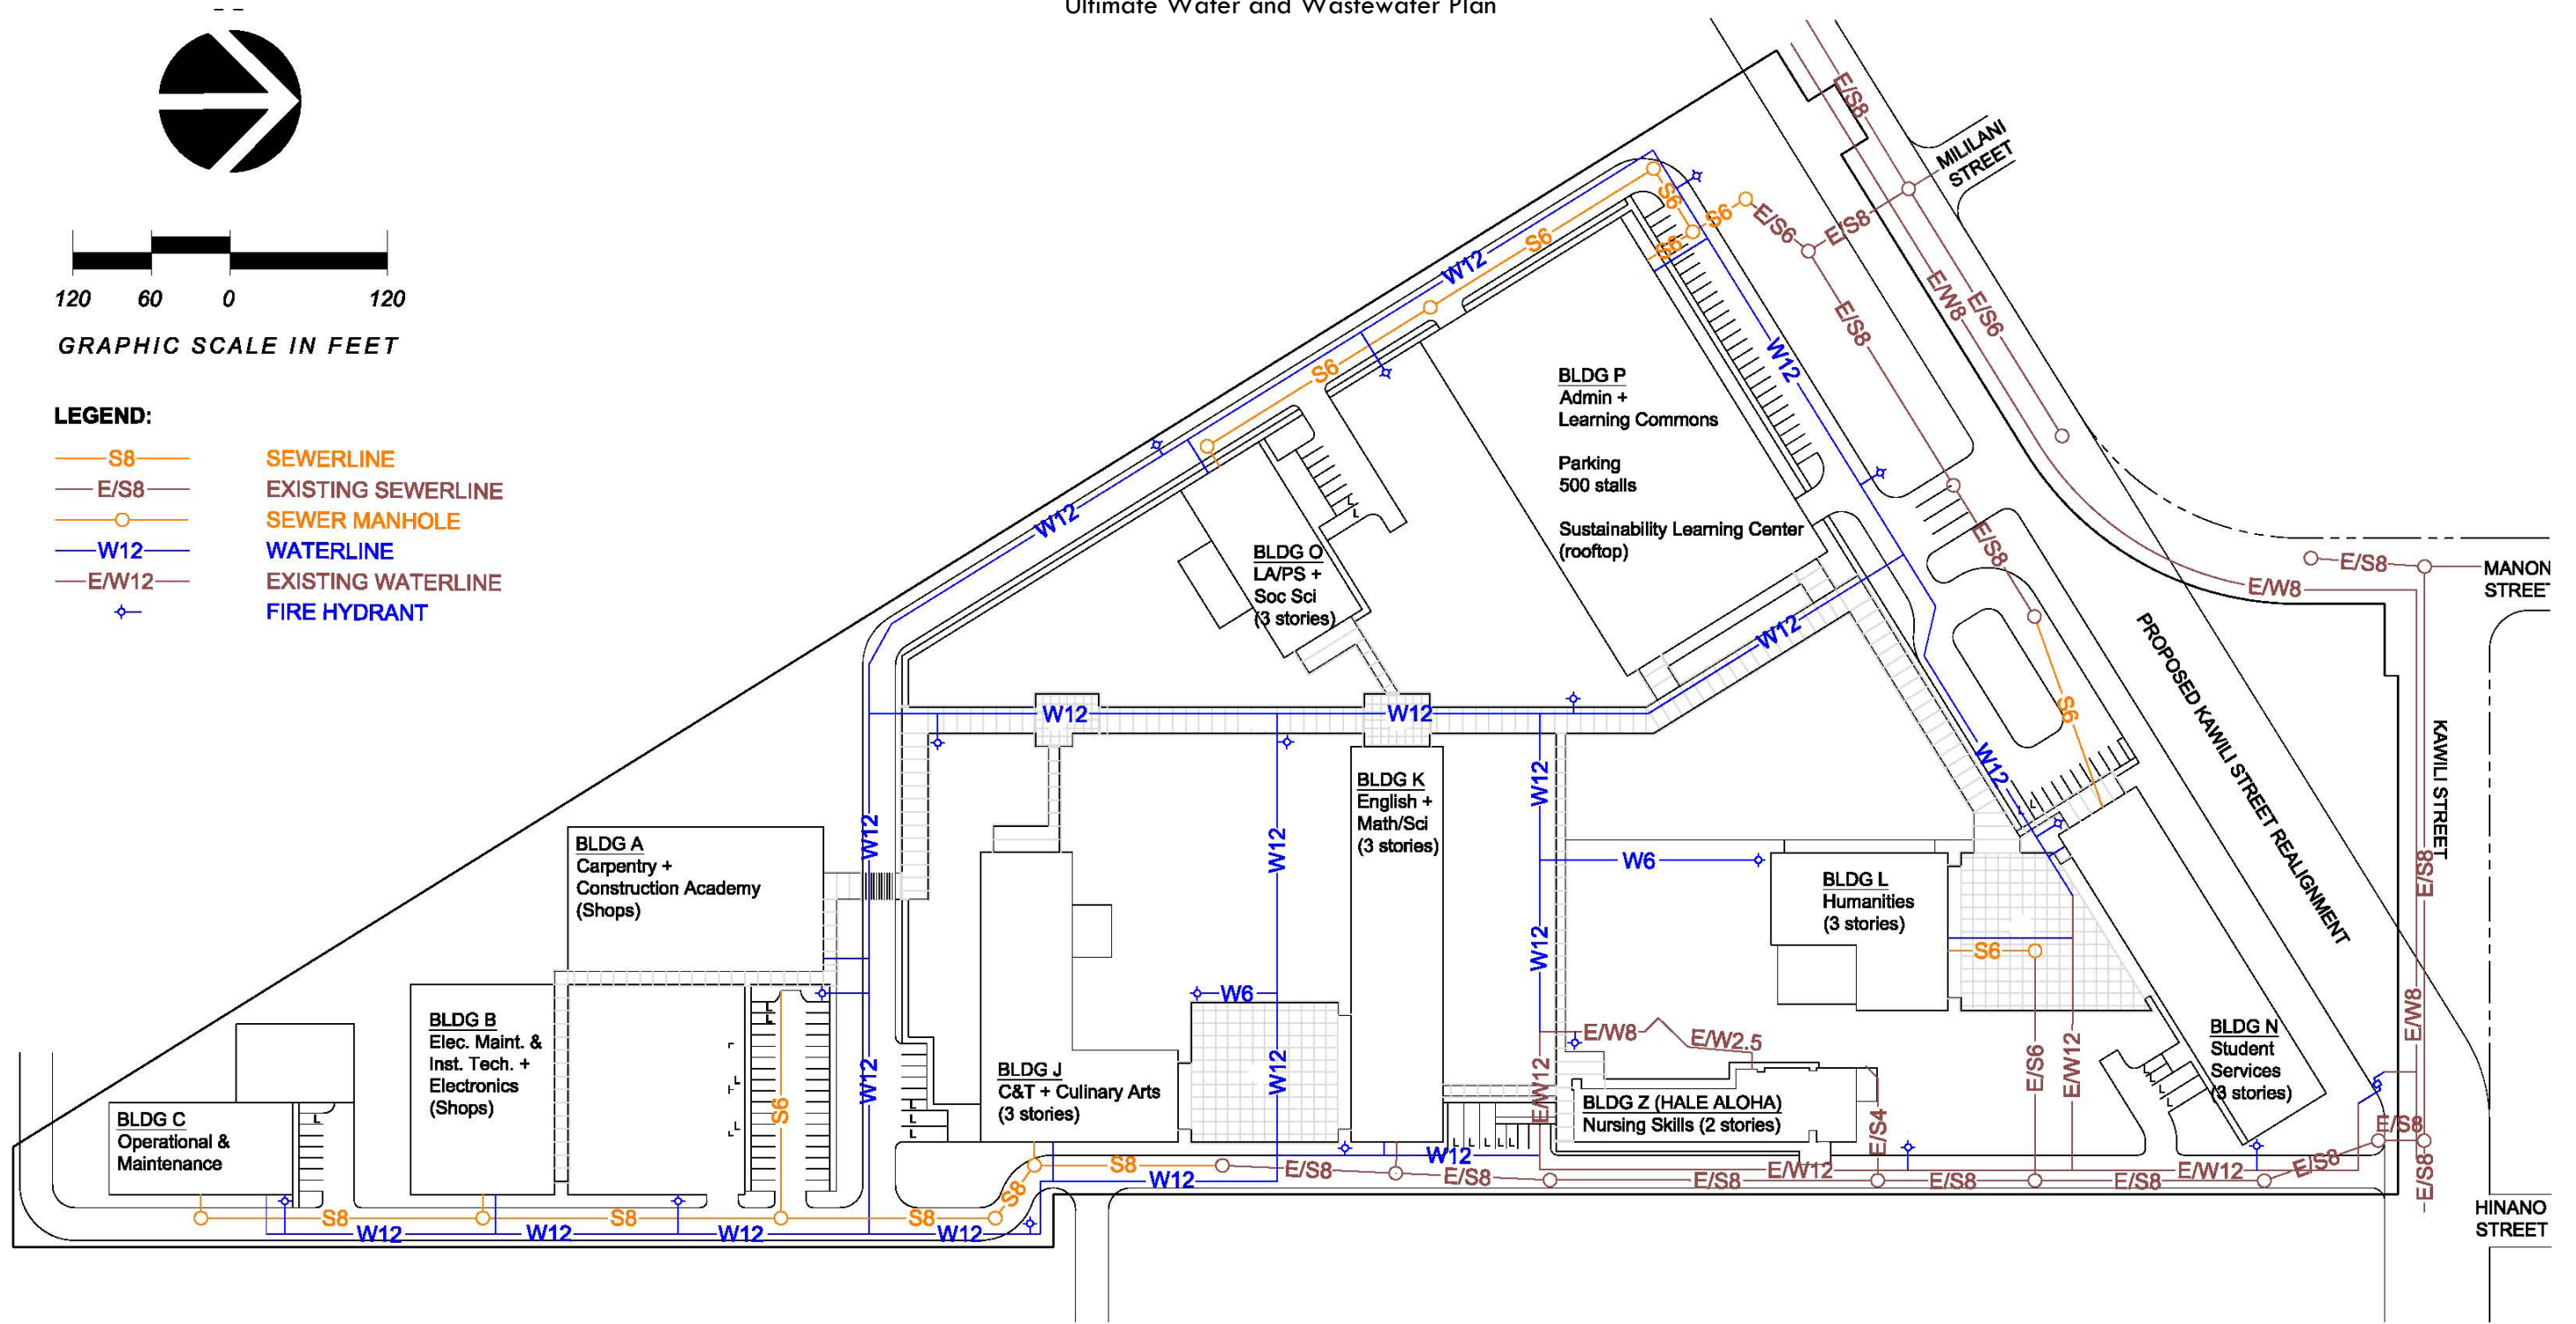 Ultimate Water and Wastewater Plan
120 60 0 120
GRAPHIC SCALE IN FEET
LEGEND:
S8 SEWERLINE
E/S8 EXISTING SEWERLINE
SEWER MANHOLE
W12 WATERLINE
E/W12 EXISTING WATERLINE
FIRE HYDRANT
E/S8
MILILANI
STREET
S6
S6
S6
E/S6
E/S8
S6
W12
E/W8
E/S6
E/S8
W12
S6
BLDG P
Admin +
Learning Commons
Parking
500 stalls
Sustainability Learning Center
(rooftop)
W12
BLDG O
LA/PS +
Soc Sci
(3 stories)
E/S8
E/S8
E/W8
MANON
STREE
W12
PROPOSED KAWILI STREET REALIGNMENT
KAWILI STREET
S6
W12
W12
W12
W12
W12
W12
W12
BLDG K
English +
Math/Sci
(3 stories)
BLDG A
Carpentry +
Construction Academy
(Shops)
W6
BLDG L
Humanities
(3 stories)
E/S8
W12
S6
W6
E/W8
BLDG B
Elec. Maint. &
Inst. Tech. +
Electronics
(Shops)
L
L
L
L
L
S6
W12
BLDG J
C&T + Culinary Arts
(3 stories)
W12
E/W8
E/W2.5
E/W12
E/S6
E/W12
BLDG N
Student
Services
(3 stories)
BLDG C
Operational &
Maintenance
L
L
L
L
BLDG Z (HALE ALOHA)
Nursing Skills (2 stories)
E/S4
L L L L L
E/S8
S8
W12
E/S8
W12
E/S8
E/W12
E/S8
E/S8
E/S8
E/W12
E/S8
E/S8
S8
S8
S8
S8
W12
W12
W12
W12
HINANO
STREET